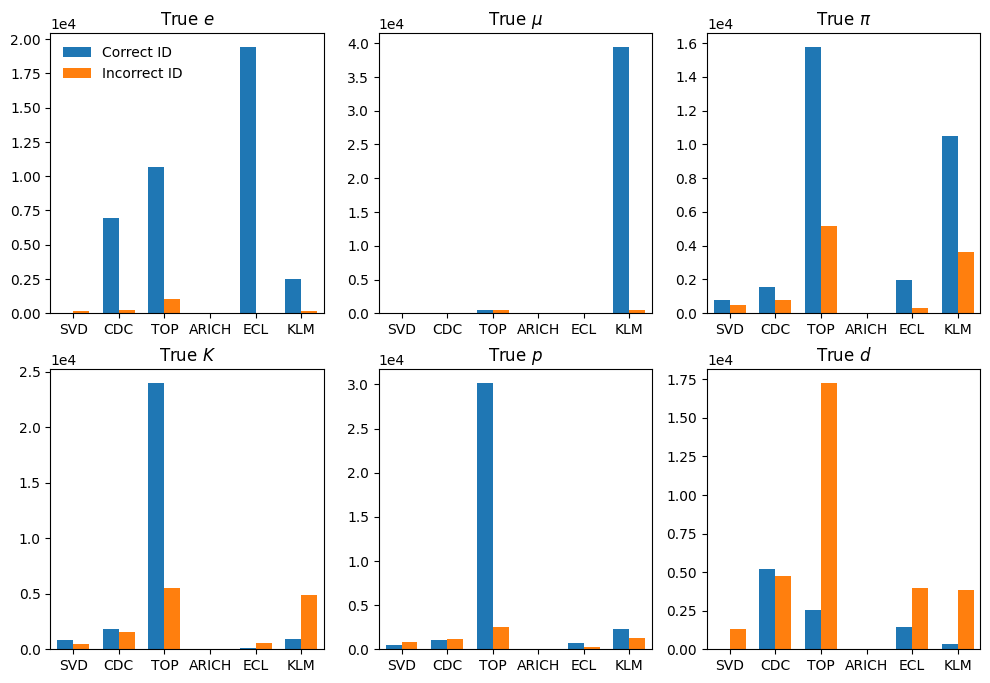 True e
1e4
2.00
1.75
1.50
1.25
1.00
0.75
0.50
0.25
0.00
Correct ID
Incorrect ID
SVD CDC TOP ARICH ECL KLM
True μ
1e4
4.0
3.5
3.0
2.5
2.0
1.5
1.0
0.5
0.0
SVD CDC TOP ARICH ECL KLM
True π
1e4
1.6
1.4
1.2
1.0
0.8
0.6
0.4
0.2
0.0
SVD CDC TOP ARICH ECL KLM
True K
1e4
2.5
2.0
1.5
1.0
0.5
0.0
SVD CDC TOP ARICH ECL KLM
True p
1e4
3.0
2.5
2.0
1.5
1.0
0.5
0.0
SVD CDC TOP ARICH ECL KLM
True d
1e4
1.75
1.50
1.25
1.00
0.75
0.50
0.25
0.00
SVD CDC TOP ARICH ECL KLM